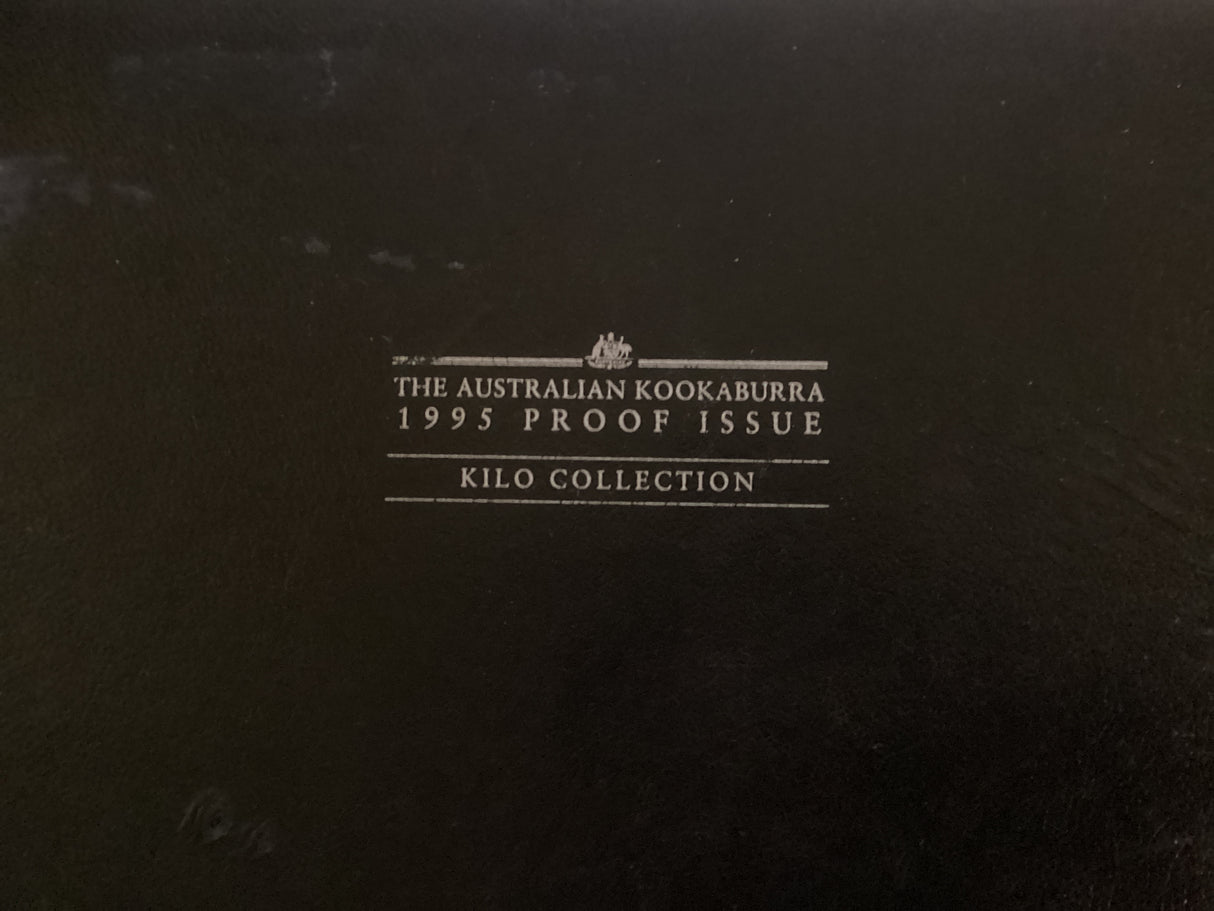 THE AUSTRALIAN KOOKABURRA
1995 PROOF ISSUE
KILO COLLECTION